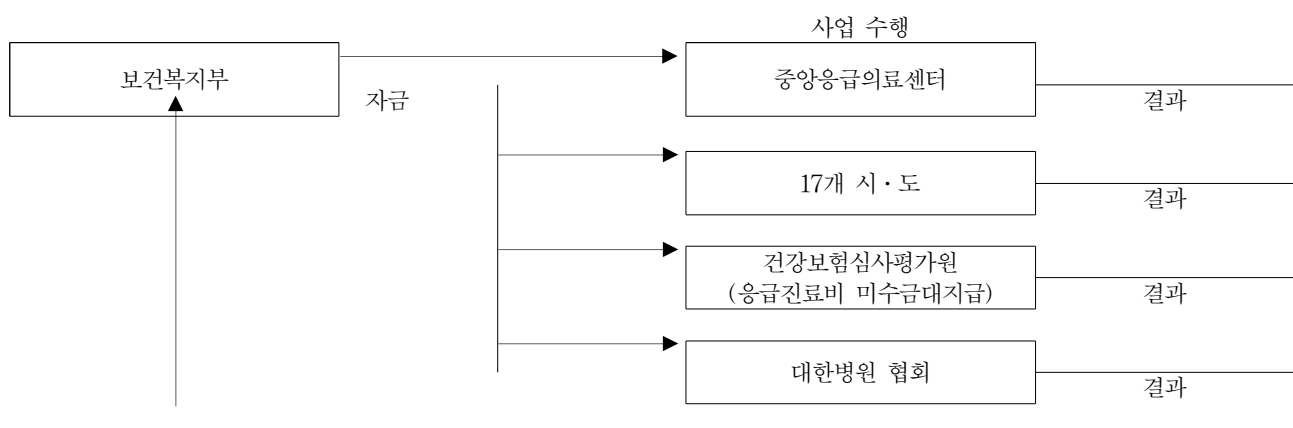 사업 수행
보건복지부
중앙응급의료센터
자금
결과
17개 시·도
결과
건강보험심사평가원
(응급진료비 미수금대지급)
결과
대한병원 협회
결과